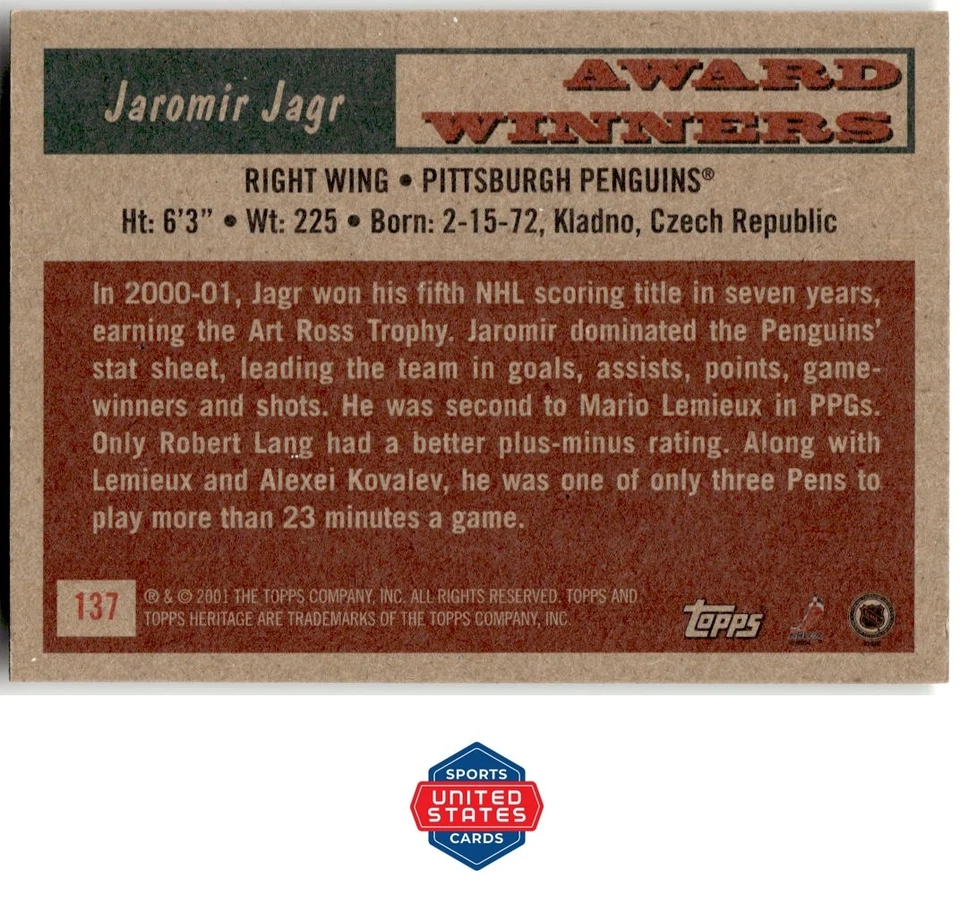 Jaromir Jagr
AWARD
WINNERS
RIGHT WING • PITTSBURGH PENGUINS®
Ht: 6'3" • Wt: 225 • Born: 2-15-72, Kladno, Czech Republic
In 2000-01, Jagr won his fifth NHL scoring title in seven years,
earning the Art Ross Trophy. Jaromir dominated the Penguins'
stat sheet, leading the team in goals, assists, points, game-
winners and shots. He was second to Mario Lemieux in PPGs.
Only Robert Lang had a better plus-minus rating. Along with
Lemieux and Alexei Kovalev, he was one of only three Pens to
play more than 23 minutes a game.
137
® & © 2001 THE TOPPS COMPANY, INC. ALL RIGHTS RESERVED. TOPPS AND
TOPPS HERITAGE ARE TRADEMARKS OF THE TOPPS COMPANY, INC.
Topps
SPORTS
UNITED
STATES
CARDS